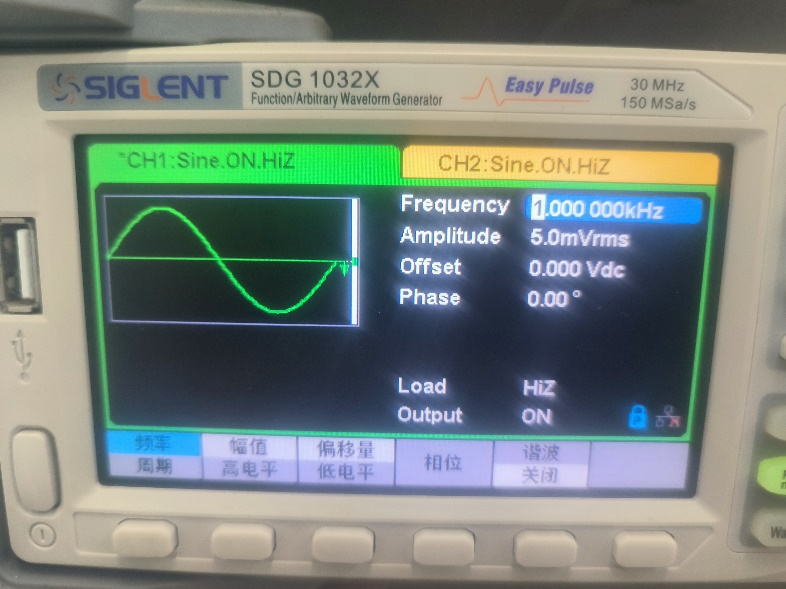 SIGLENT SDG 1032X Easy Pulse 30 MHz
Function/Arbitrary Waveform Generator 150 MSa/s
~CH1:Sine.ON.HiZ CH2:Sine.ON.HiZ
Frequency 1.000 000kHz
Amplitude 5.0mVrms
Offset 0.000 Vdc
Phase 0.00 °
Load HiZ
Output ON
频率 幅值 偏移量 相位 谐波
周期 高电平 低电平 关闭